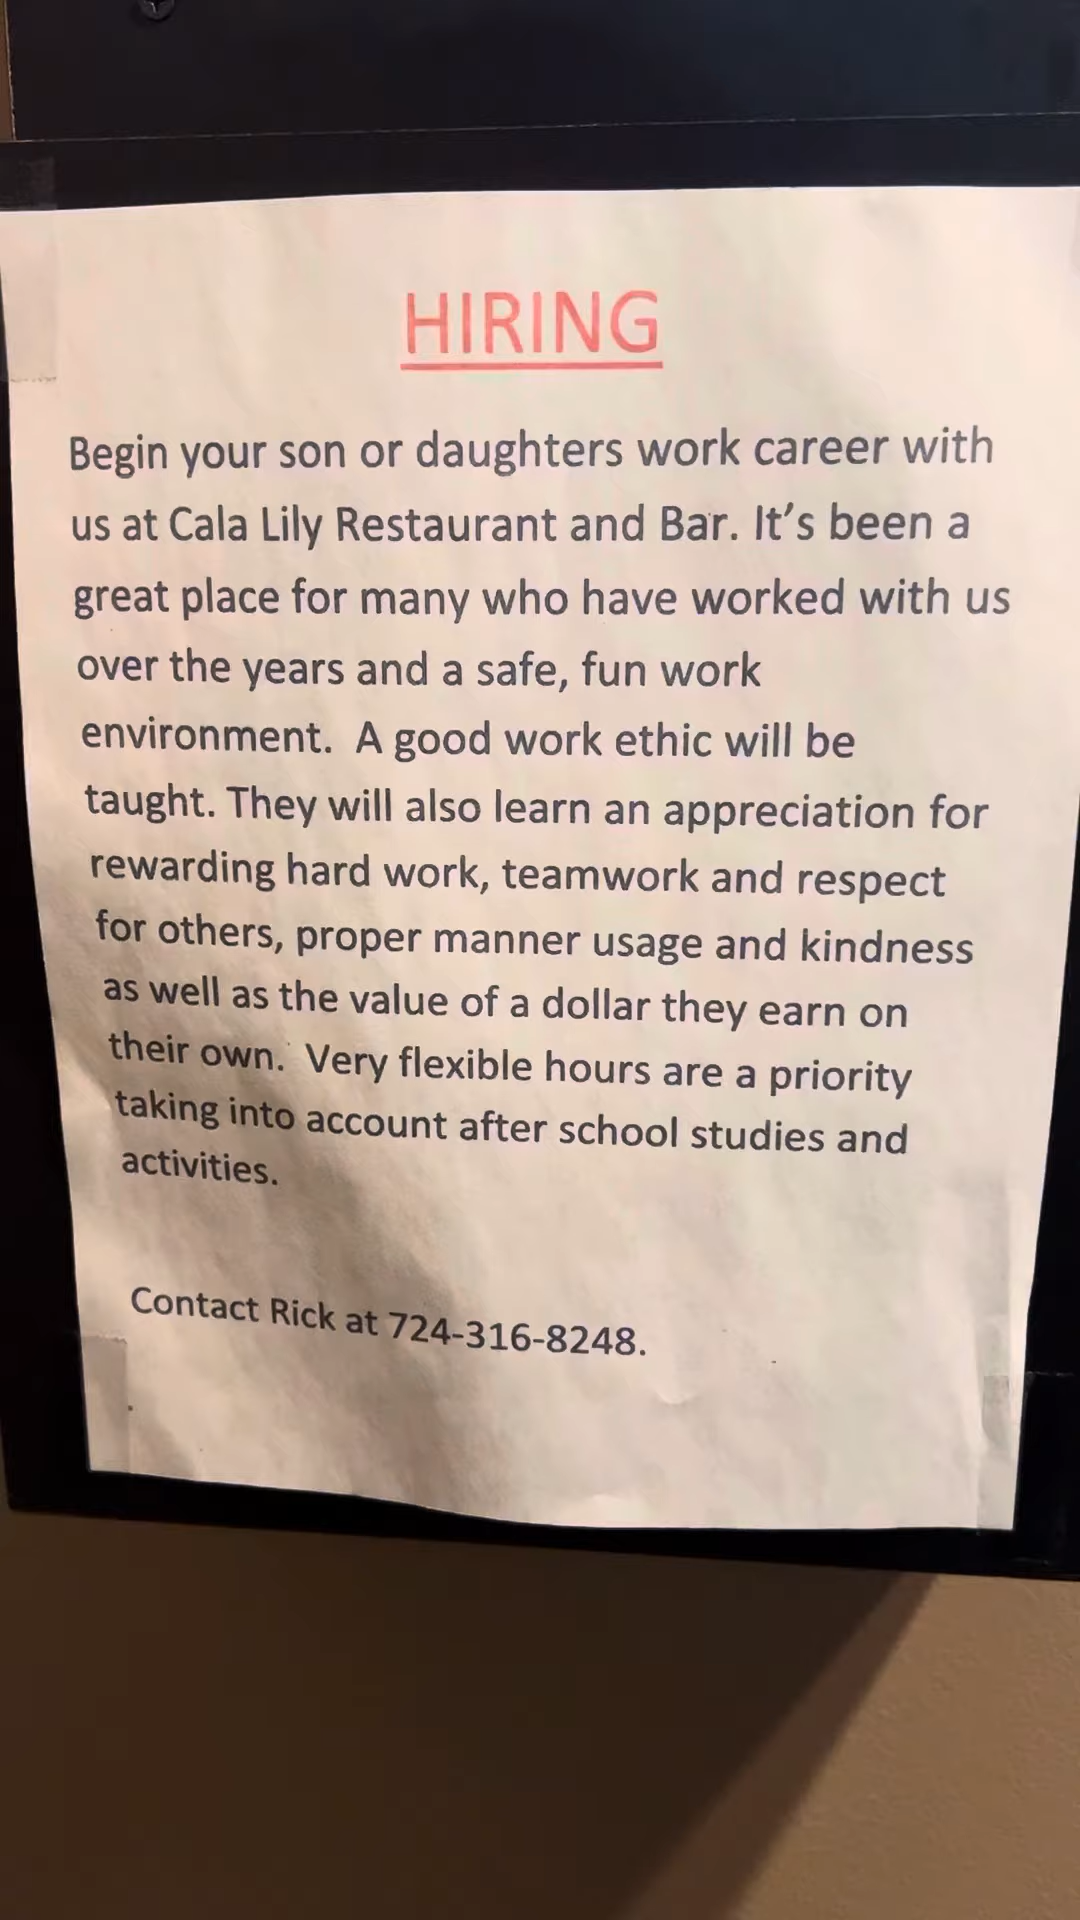 HIRING
Begin your son or daughters work career with
us at Cala Lily Restaurant and Bar. It's been a
great place for many who have worked with us
over the years and a safe, fun work
environment.  A good work ethic will be
taught. They will also learn an appreciation for
rewarding hard work, teamwork and respect
for others, proper manner usage and kindness
as well as the value of a dollar they earn on
their own.  Very flexible hours are a priority
taking into account after school studies and
activities.
Contact Rick at 724-316-8248.